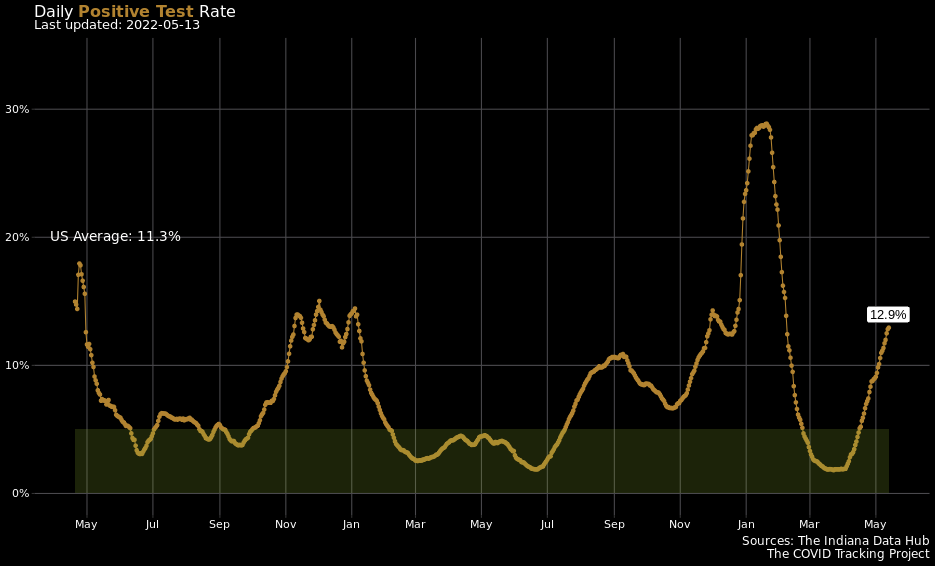 Daily Positive Test Rate
Last updated: 2022-05-13
30%
US Average: 11.3%
20%
12.9%
10%
0%
May Jul Sep Nov Jan Mar May Jul Sep Nov Jan Mar May
Sources: The Indiana Data Hub
The COVID Tracking Project